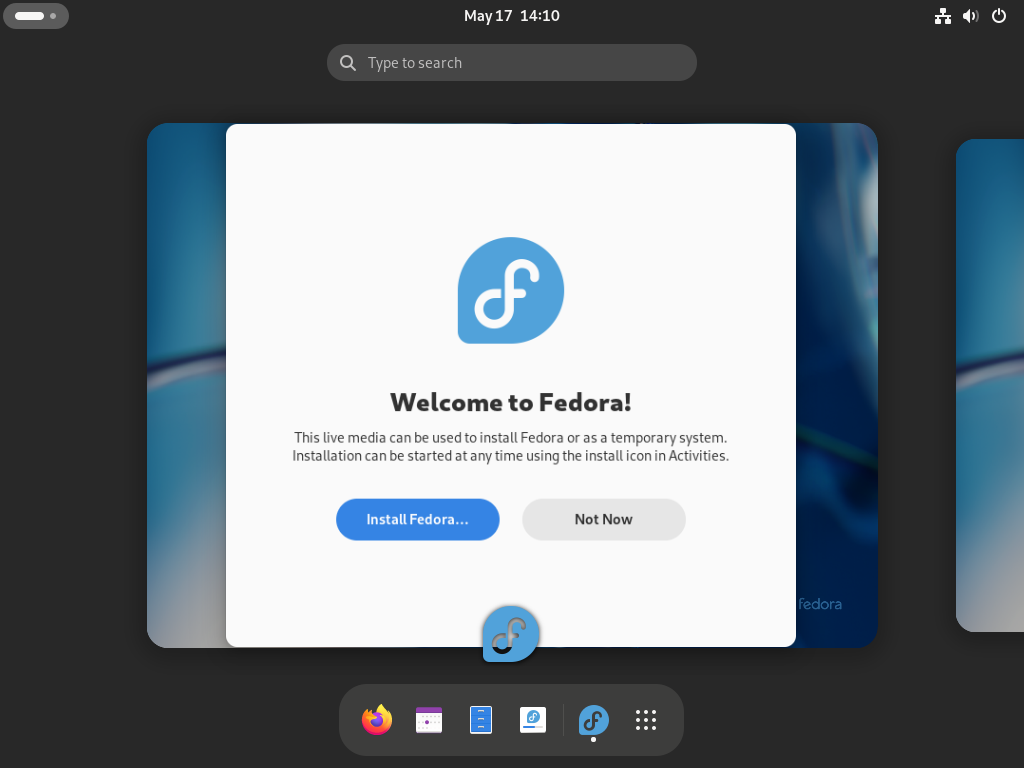 May 17 14:10
Type to search
Welcome to Fedora!
This live media can be used to install Fedora or as a temporary system.
Installation can be started at any time using the install icon in Activities.
Install Fedora…
Not Now
fedora